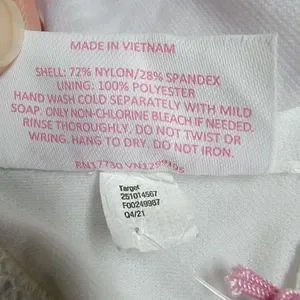 MADE IN VIETNAM
SHELL: 72% NYLON/28% SPANDEX
LINING: 100% POLYESTER
HAND WASH COLD SEPARATELY WITH MILD
SOAP. ONLY NON-CHLORINE BLEACH IF NEEDED.
RINSE THOROUGHLY. DO NOT TWIST OR
WRING. HANG TO DRY. DO NOT IRON.
RN17730
Target
251014567
F00249987
Q4/21